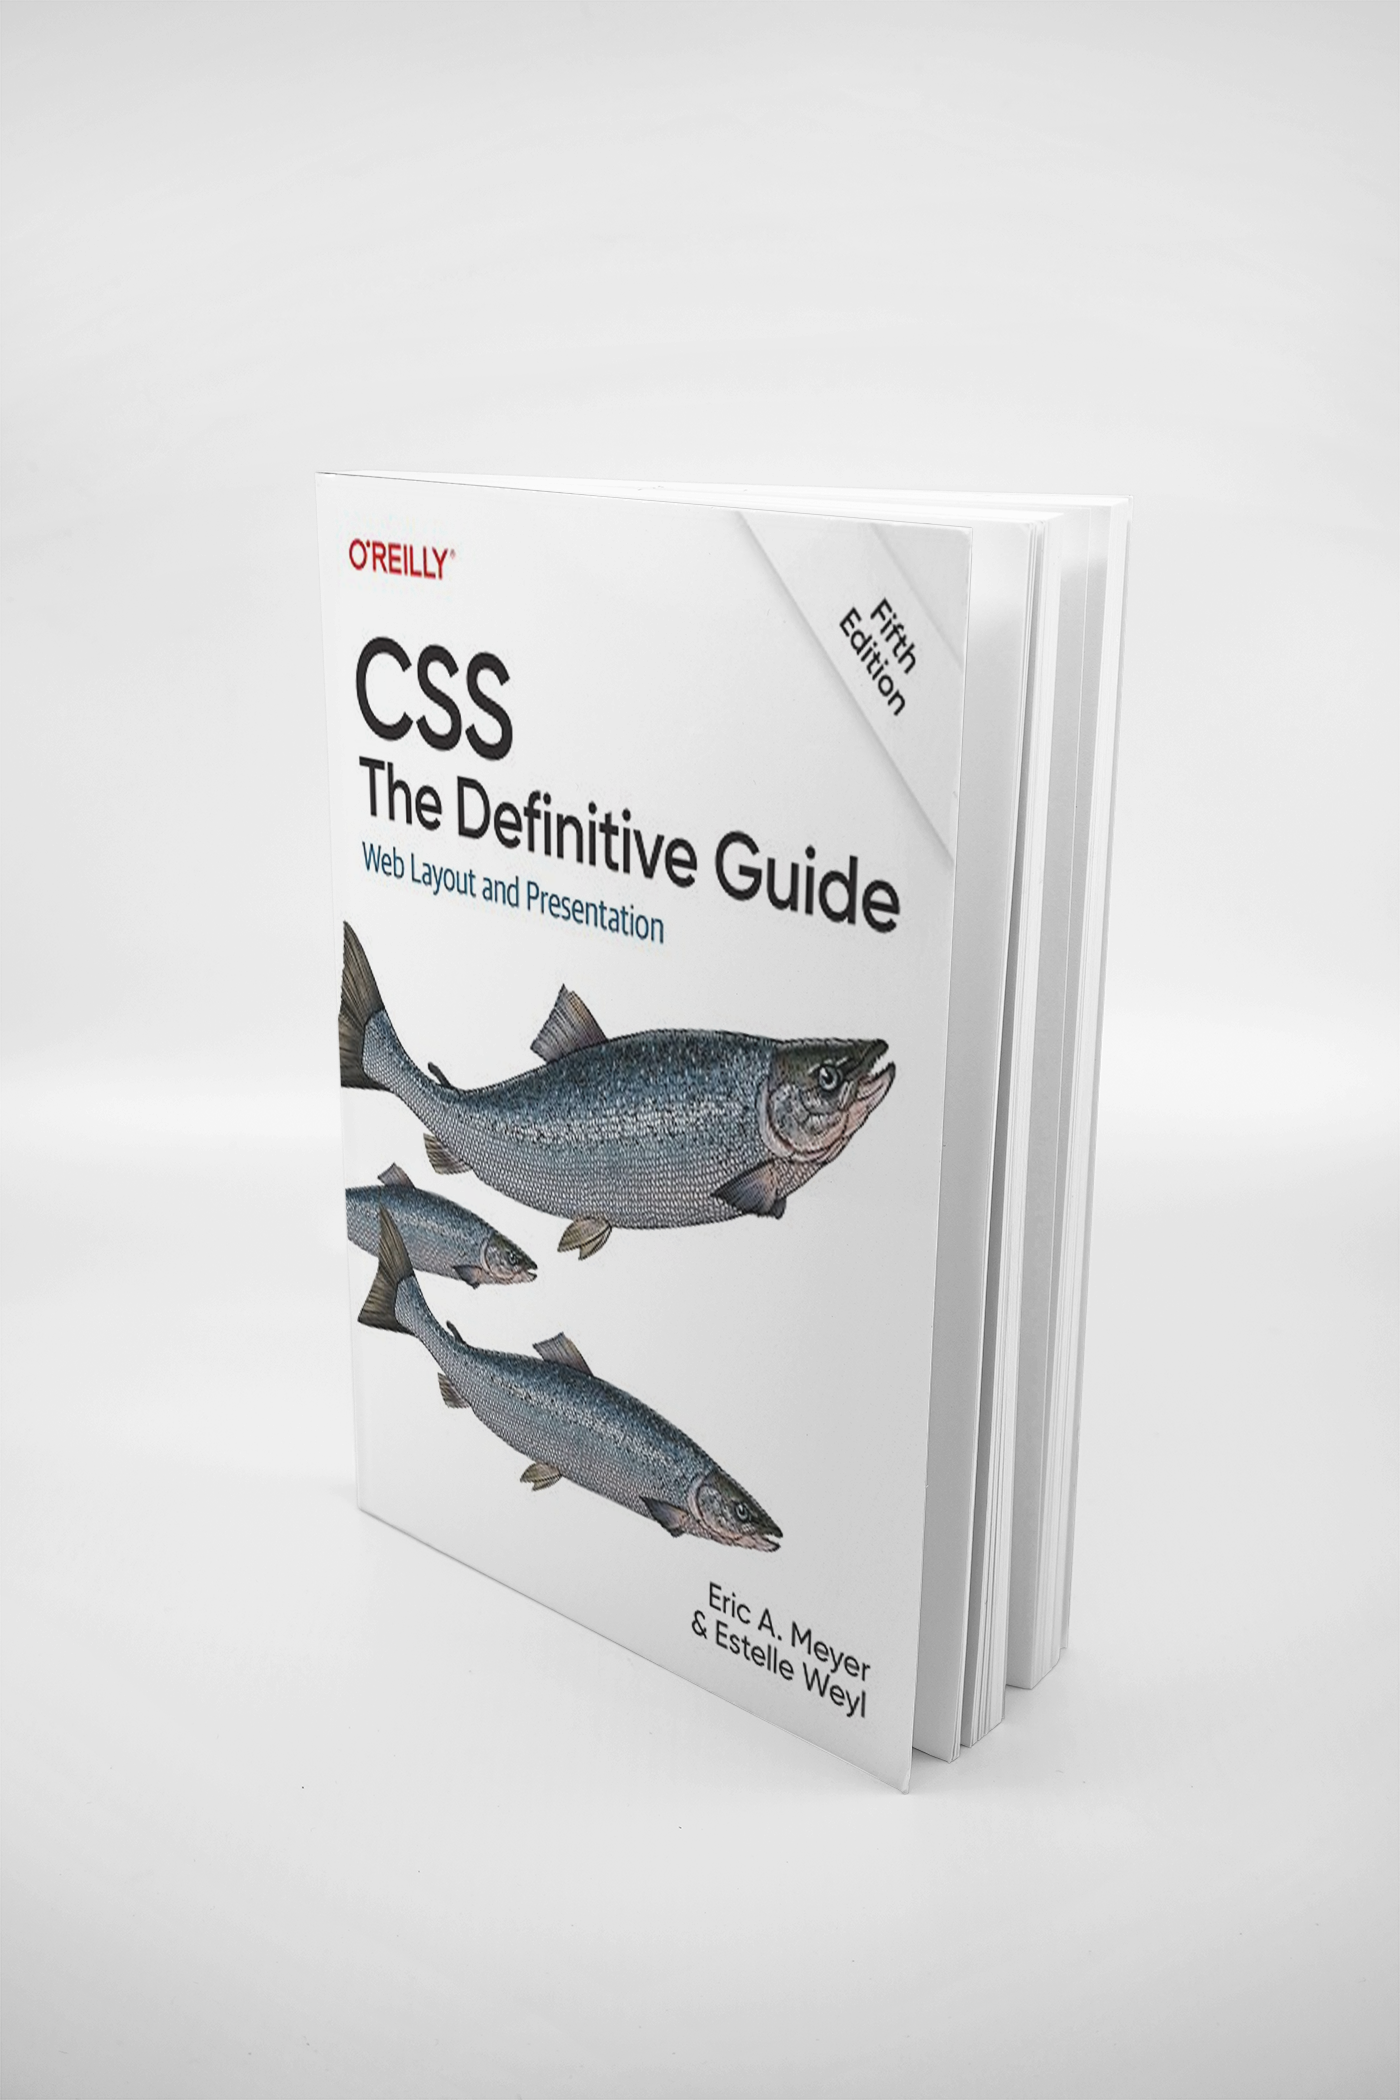 O'REILLY®
Fifth
Edition
CSS
The Definitive Guide
Web Layout and Presentation
Eric A. Meyer
& Estelle Weyl